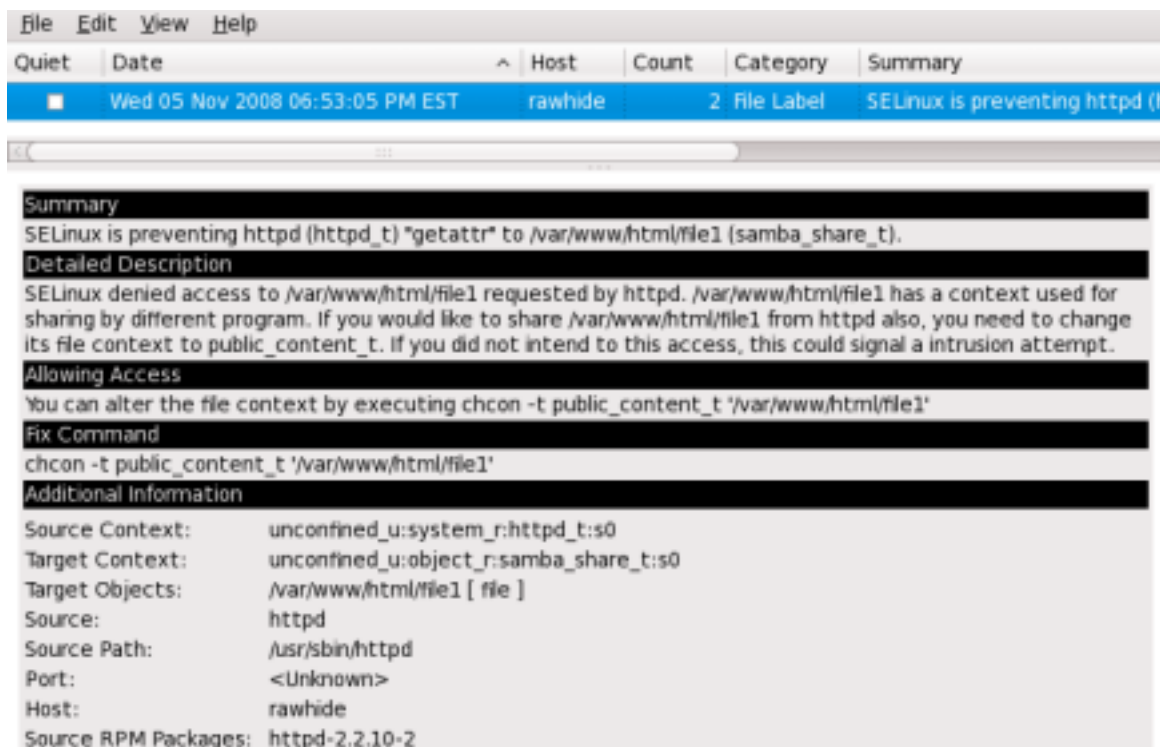 File Edit View Help
Quiet Date Host Count Category Summary
Wed 05 Nov 2008 06:53:05 PM EST rawhide 2 File Label SELinux is preventing httpd (h
Summary
SELinux is preventing httpd (httpd_t) "getattr" to /var/www/html/file1 (samba_share_t).
Detailed Description
SELinux denied access to /var/www/html/file1 requested by httpd. /var/www/html/file1 has a context used for
sharing by different program. If you would like to share /var/www/html/file1 from httpd also, you need to change
its file context to public_content_t. If you did not intend to this access, this could signal a intrusion attempt.
Allowing Access
You can alter the file context by executing chcon -t public_content_t '/var/www/html/file1'
Fix Command
chcon -t public_content_t '/var/www/html/file1'
Additional Information
Source Context: unconfined_u:system_r:httpd_t:s0
Target Context: unconfined_u:object_r:samba_share_t:s0
Target Objects: /var/www/html/file1 [ file ]
Source: httpd
Source Path: /usr/sbin/httpd
Port: <Unknown>
Host: rawhide
Source RPM Packages: httpd-2.2.10-2